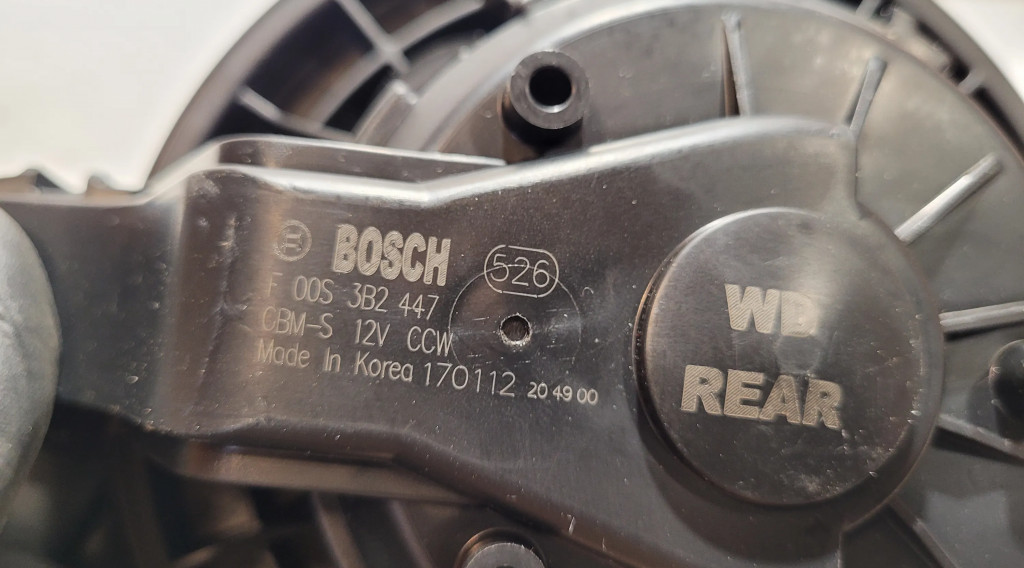 BOSCH 526
F 00S 3B2 447
CBM-S 12V CCW
Made In Korea 170112 20 49 00
WD
REAR